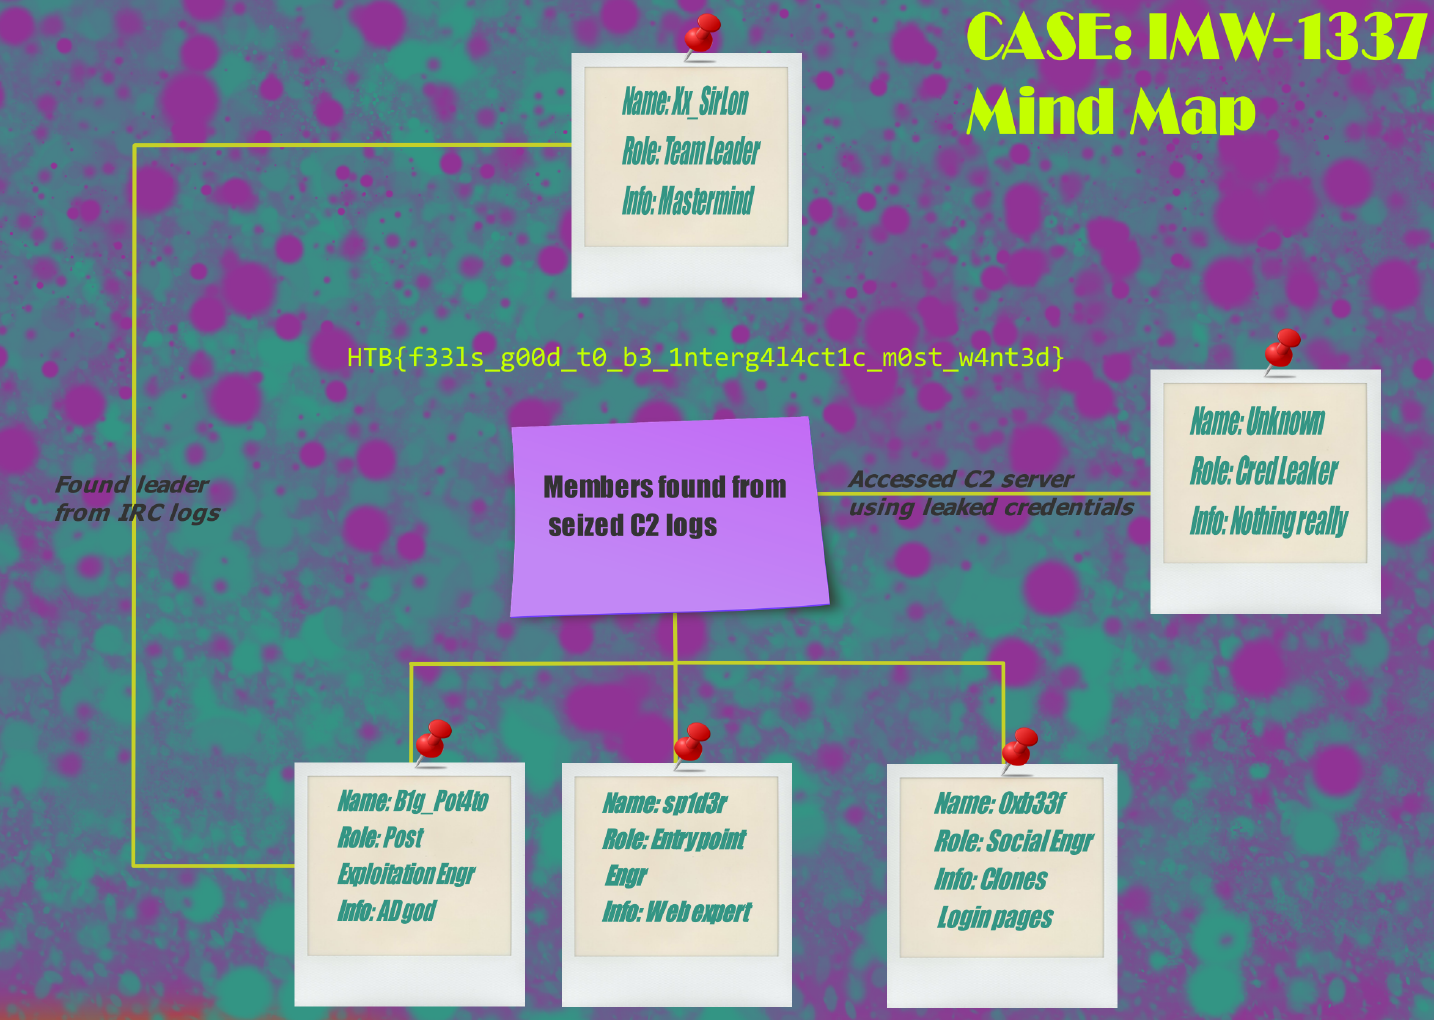 CASE: IMW-1337
Mind Map
Name: Xx_SirLon
Role: Team Leader
Info: Mastermind
HTB{f33ls_g00d_t0_b3_1nterg4l4ct1c_m0st_w4nt3d}
Name: Unknown
Role: Cred Leaker
Info: Nothing really
Found leader
from IRC logs
Members found from
seized C2 logs
Accessed C2 server
using leaked credentials
Name: B1g_Pot4to
Role: Post
Exploitation Engr
Info: AD god
Name: sp1d3r
Role: Entrypoint
Engr
Info: Web expert
Name: 0xb33f
Role: Social Engr
Info: Clones
Login pages